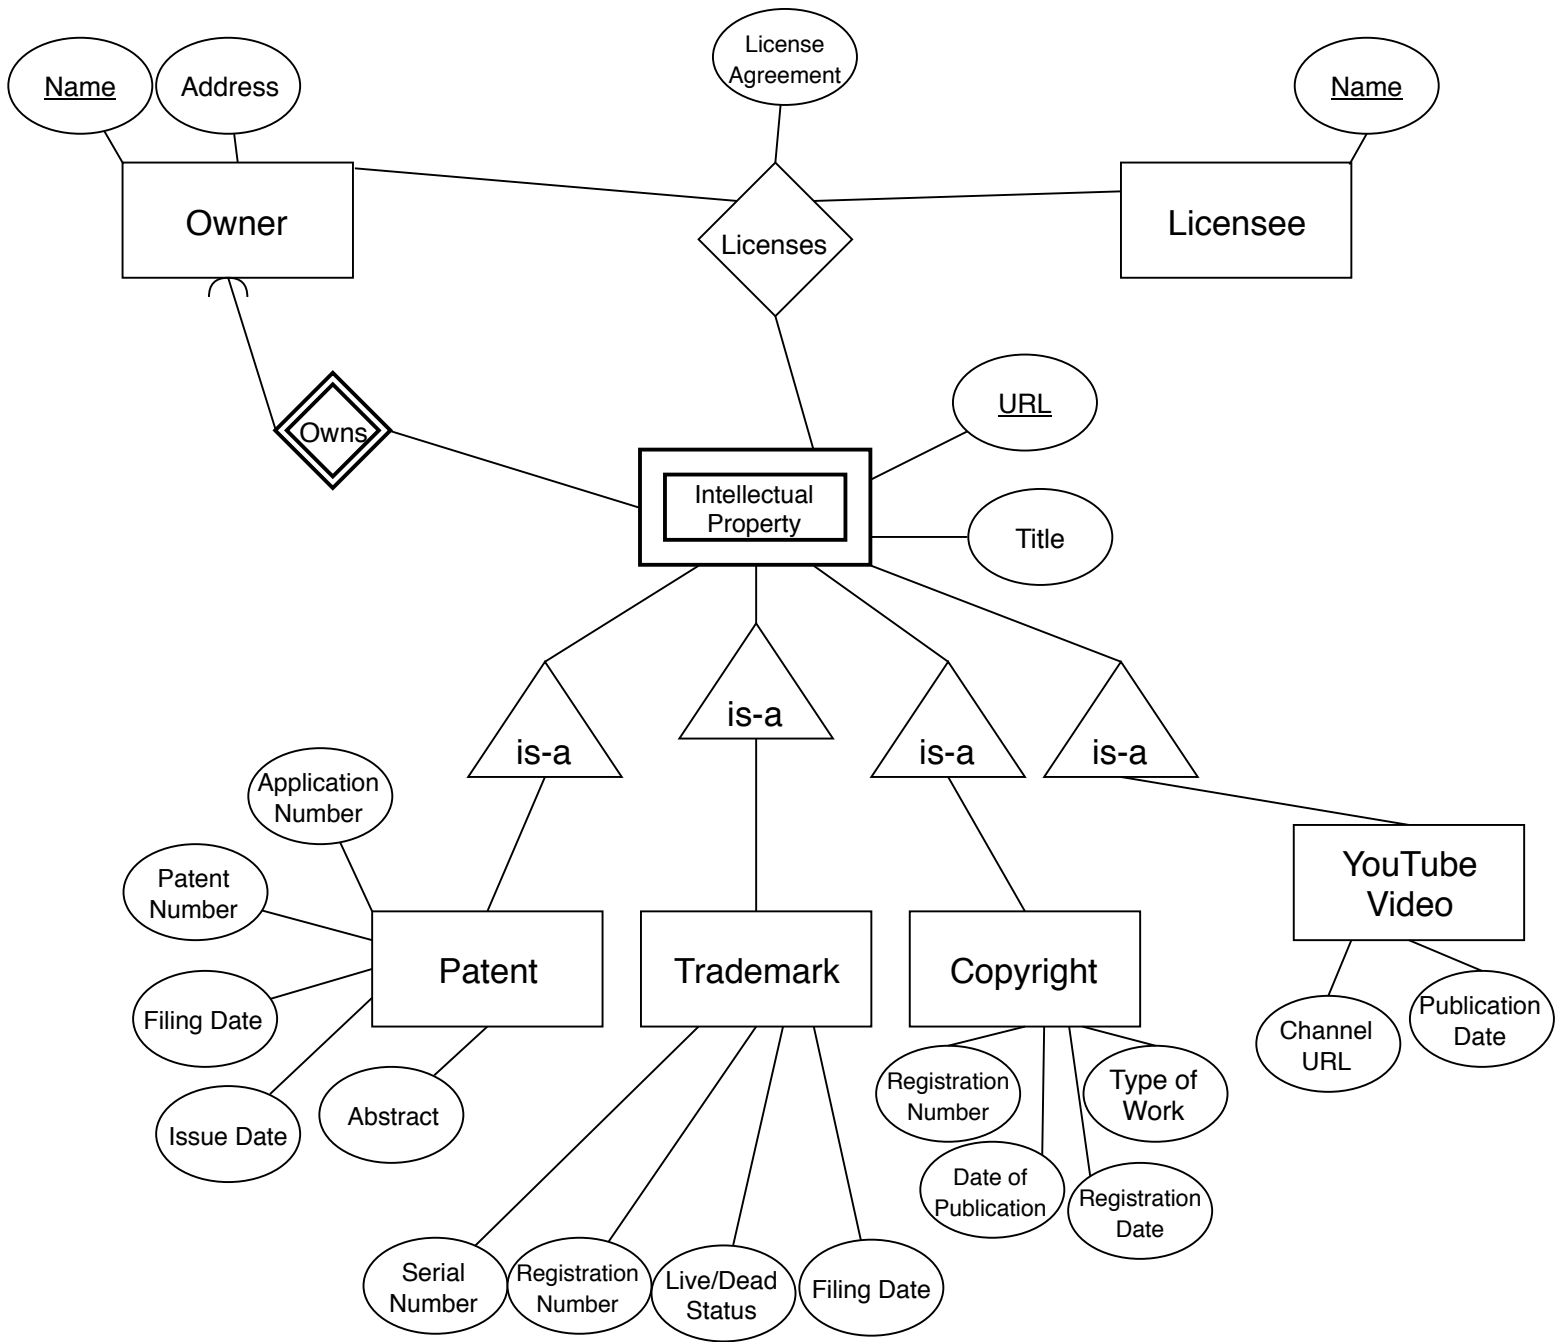 License
Agreement
Name
Address
Name
Owner
Licenses
Licensee
Owns
URL
Intellectual
Property
Title
is-a
is-a
is-a
is-a
Application
Number
Patent
Number
Filing Date
Issue Date
Abstract
Patent
Trademark
Copyright
YouTube
Video
Channel
URL
Publication
Date
Registration
Number
Type of
Work
Date of
Publication
Registration
Date
Serial
Number
Registration
Number
Live/Dead
Status
Filing Date